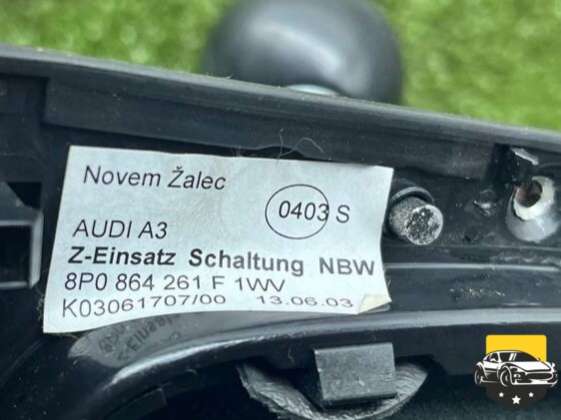 Novem Žalec
0403 S
AUDI A3
Z-Einsatz Schaltung NBW
8P0 864 261 F 1WV
K03061707/00 13.06.03